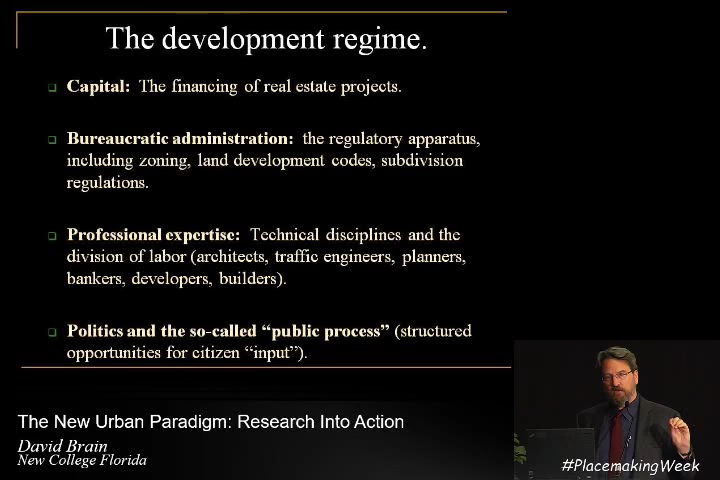 The development regime.
Capital: The financing of real estate projects.
Bureaucratic administration: the regulatory apparatus,
including zoning, land development codes, subdivision
regulations.
Professional expertise: Technical disciplines and the
division of labor (architects, traffic engineers, planners,
bankers, developers, builders).
Politics and the so-called “public process” (structured
opportunities for citizen “input”).
The New Urban Paradigm: Research Into Action
David Brain
New College Florida
#PlacemakingWeek